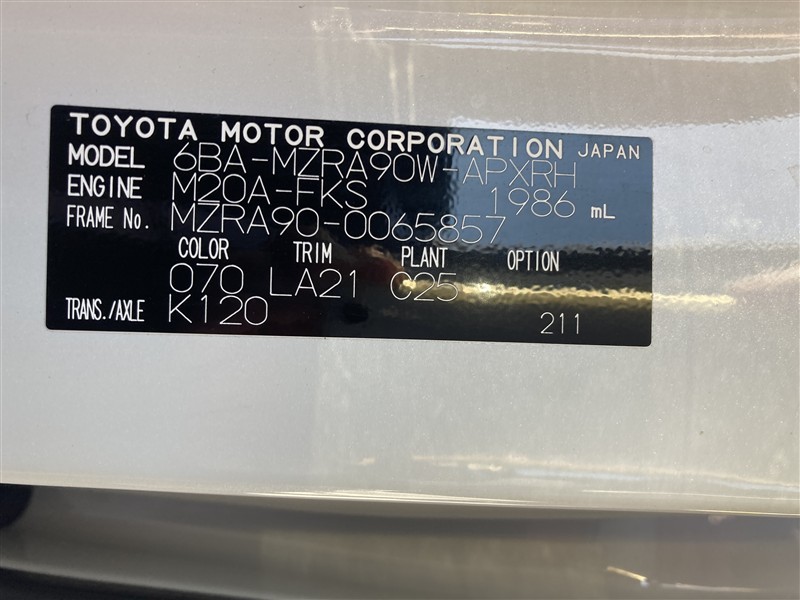 TOYOTA MOTOR CORPORATION JAPAN
MODEL 6BA-MZRA90W-APXRH
ENGINE M20A-FKS 1986 mL
FRAME No. MZRA90-0065857
COLOR TRIM PLANT OPTION
070 LA21 C25
TRANS./AXLE K120 211